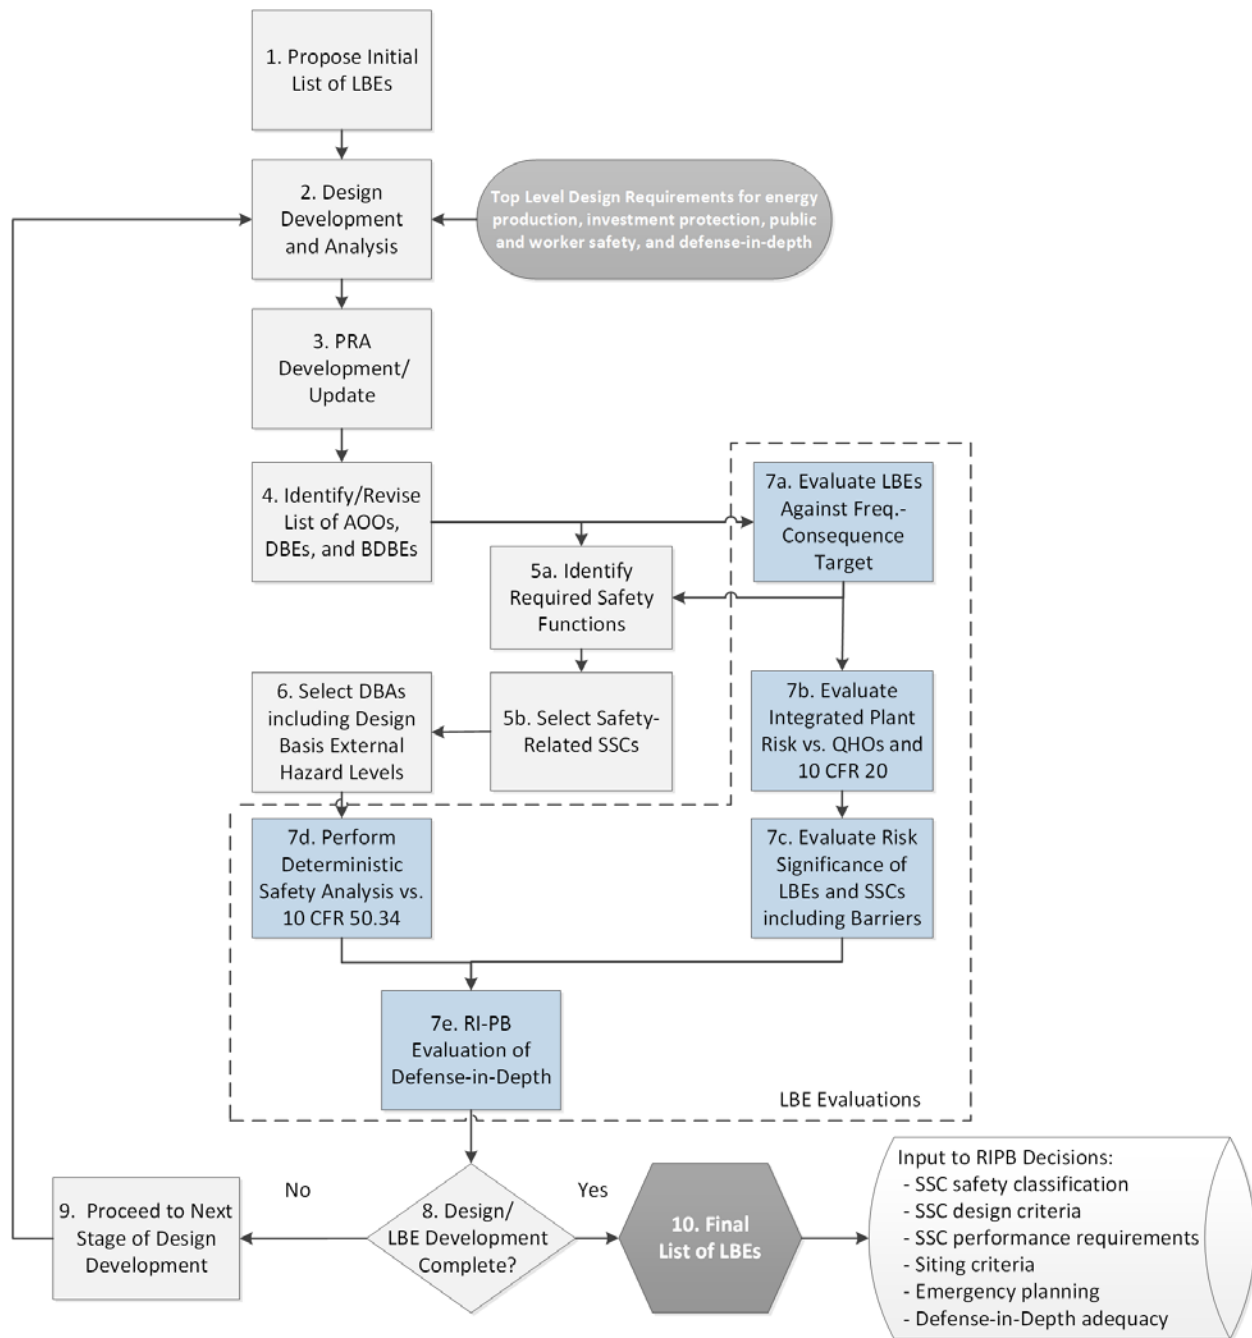 1. Propose Initial
List of LBEs
2. Design
Development
and Analysis
Top Level Design Requirements for energy
production, investment protection, public
and worker safety, and defense-in-depth
3. PRA
Development/
Update
4. Identify/Revise
List of AOOs,
DBEs, and BDBEs
7a. Evaluate LBEs
Against Freq.-
Consequence
Target
5a. Identify
Required Safety
Functions
6. Select DBAs
including Design
Basis External
Hazard Levels
5b. Select Safety-
Related SSCs
7b. Evaluate
Integrated Plant
Risk vs. QHOs and
10 CFR 20
7d. Perform
Deterministic
Safety Analysis vs.
10 CFR 50.34
7c. Evaluate Risk
Significance of
LBEs and SSCs
including Barriers
7e. RI-PB
Evaluation of
Defense-in-Depth
LBE Evaluations
9. Proceed to Next
Stage of Design
Development
No
8. Design/
LBE Development
Complete?
Yes
10. Final
List of LBEs
Input to RIPB Decisions:
- SSC safety classification
- SSC design criteria
- SSC performance requirements
- Siting criteria
- Emergency planning
- Defense-in-Depth adequacy